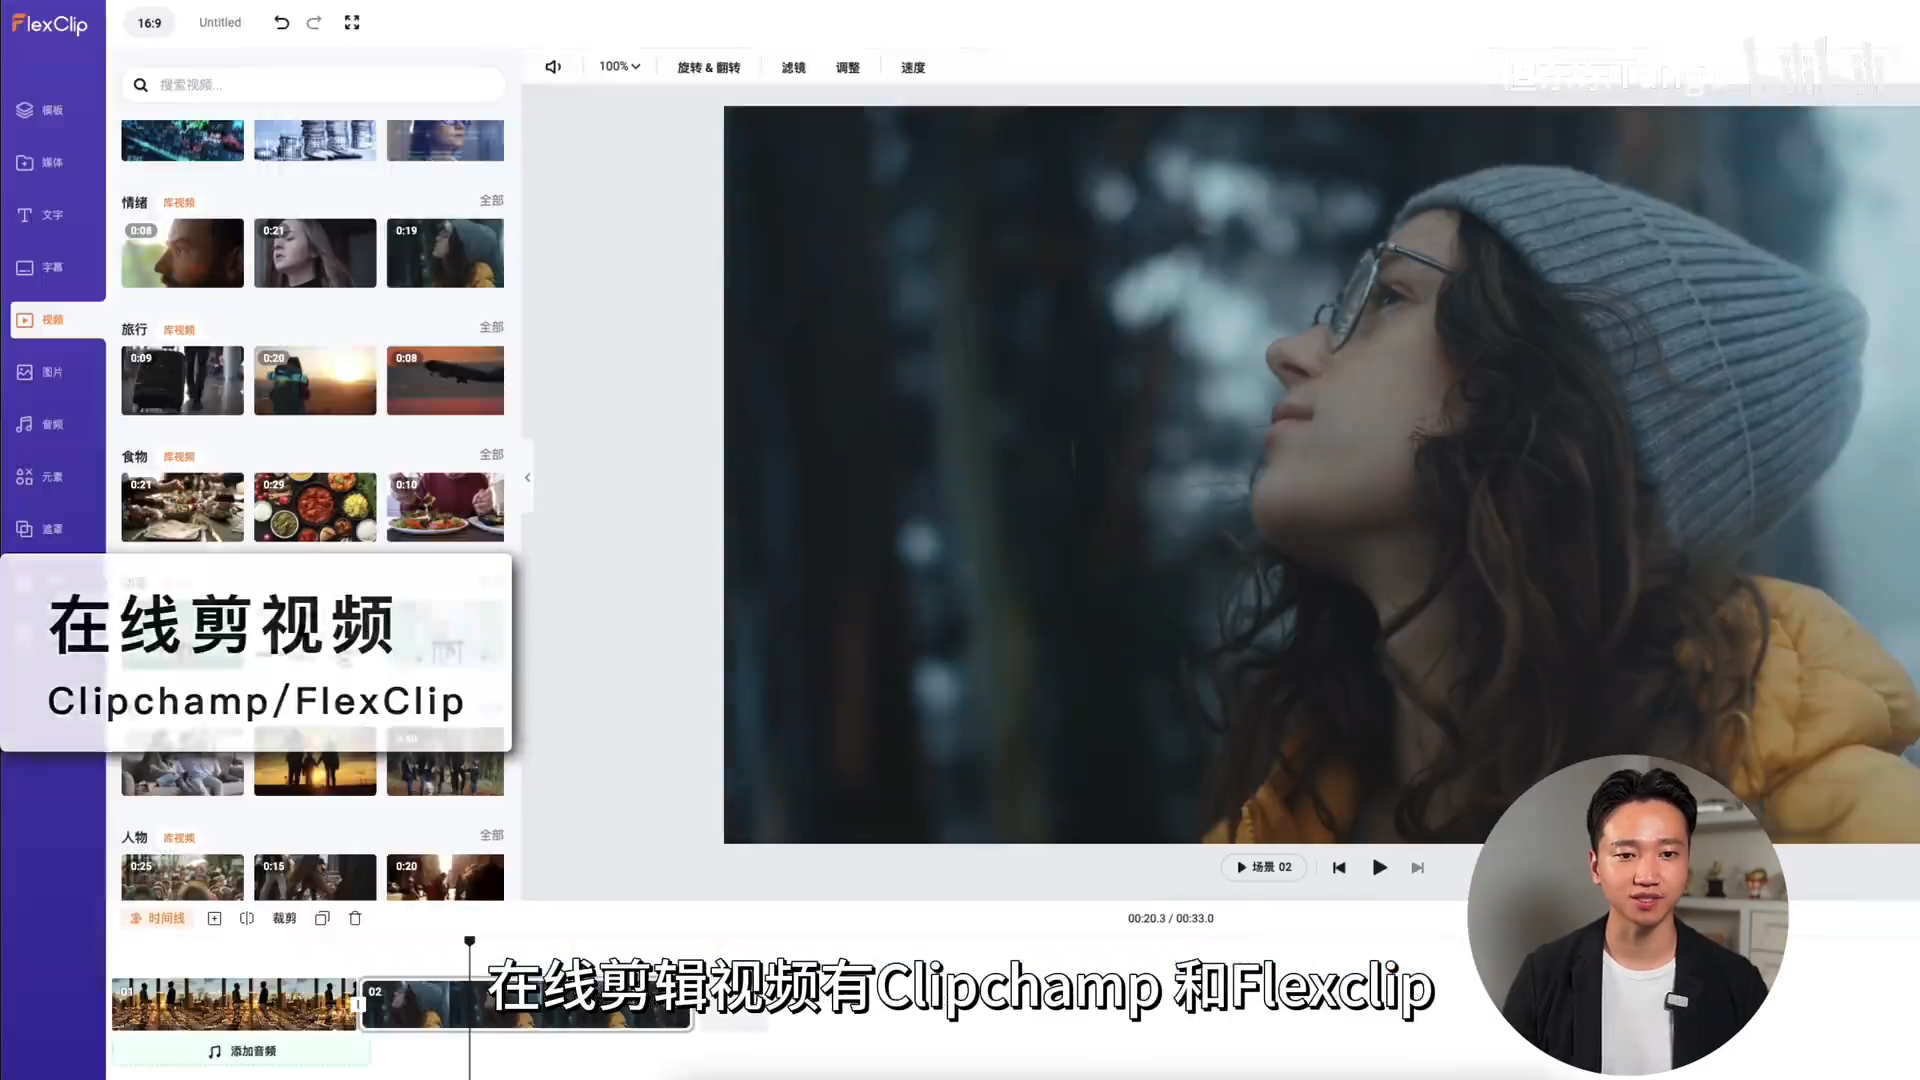 FlexClip
16:9
Untitled
搜索视频...
100%
旋转 & 翻转
滤镜
调整
速度
模板
媒体
文字
字幕
视频
图片
音频
元素
遮罩
情绪 库视频 全部
0:08
0:21
0:19
旅行 库视频 全部
0:09
0:20
0:08
食物 库视频 全部
0:21
0:29
0:10
在线剪视频
Clipchamp/FlexClip
人物 库视频 全部
0:25
0:15
0:20
场景 02
时间线
裁剪
00:20.3 / 00:33.0
01
02
在线剪辑视频有Clipchamp 和Flexclip
添加音频